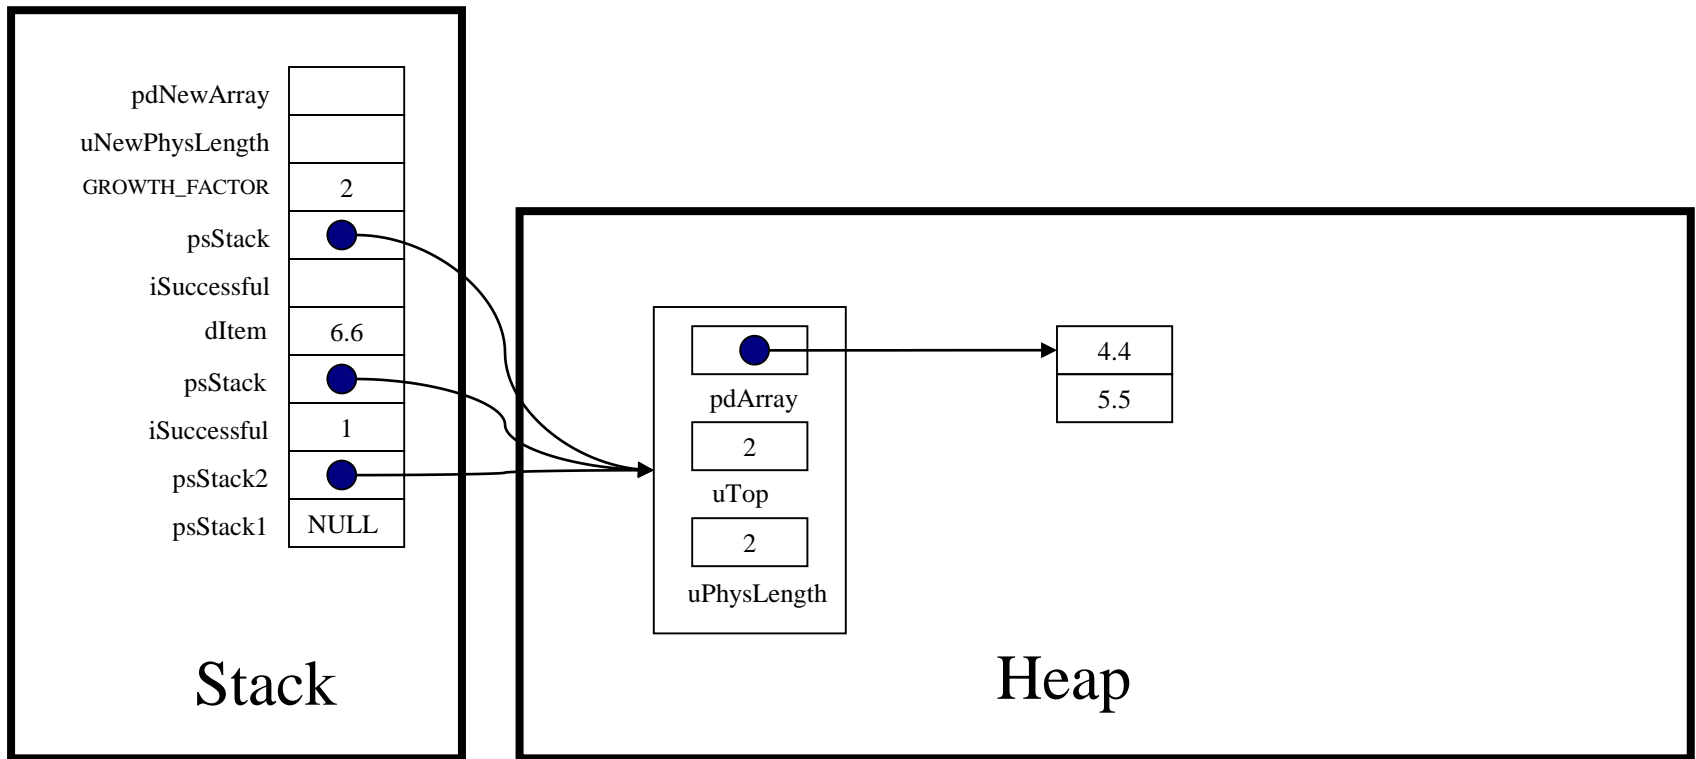 pdNewArray
uNewPhysLength
GROWTH_FACTOR 2
psStack
iSuccessful
dItem 6.6
psStack
iSuccessful 1
psStack2
psStack1 NULL
Stack
pdArray
2
uTop
2
uPhysLength
4.4
5.5
Heap